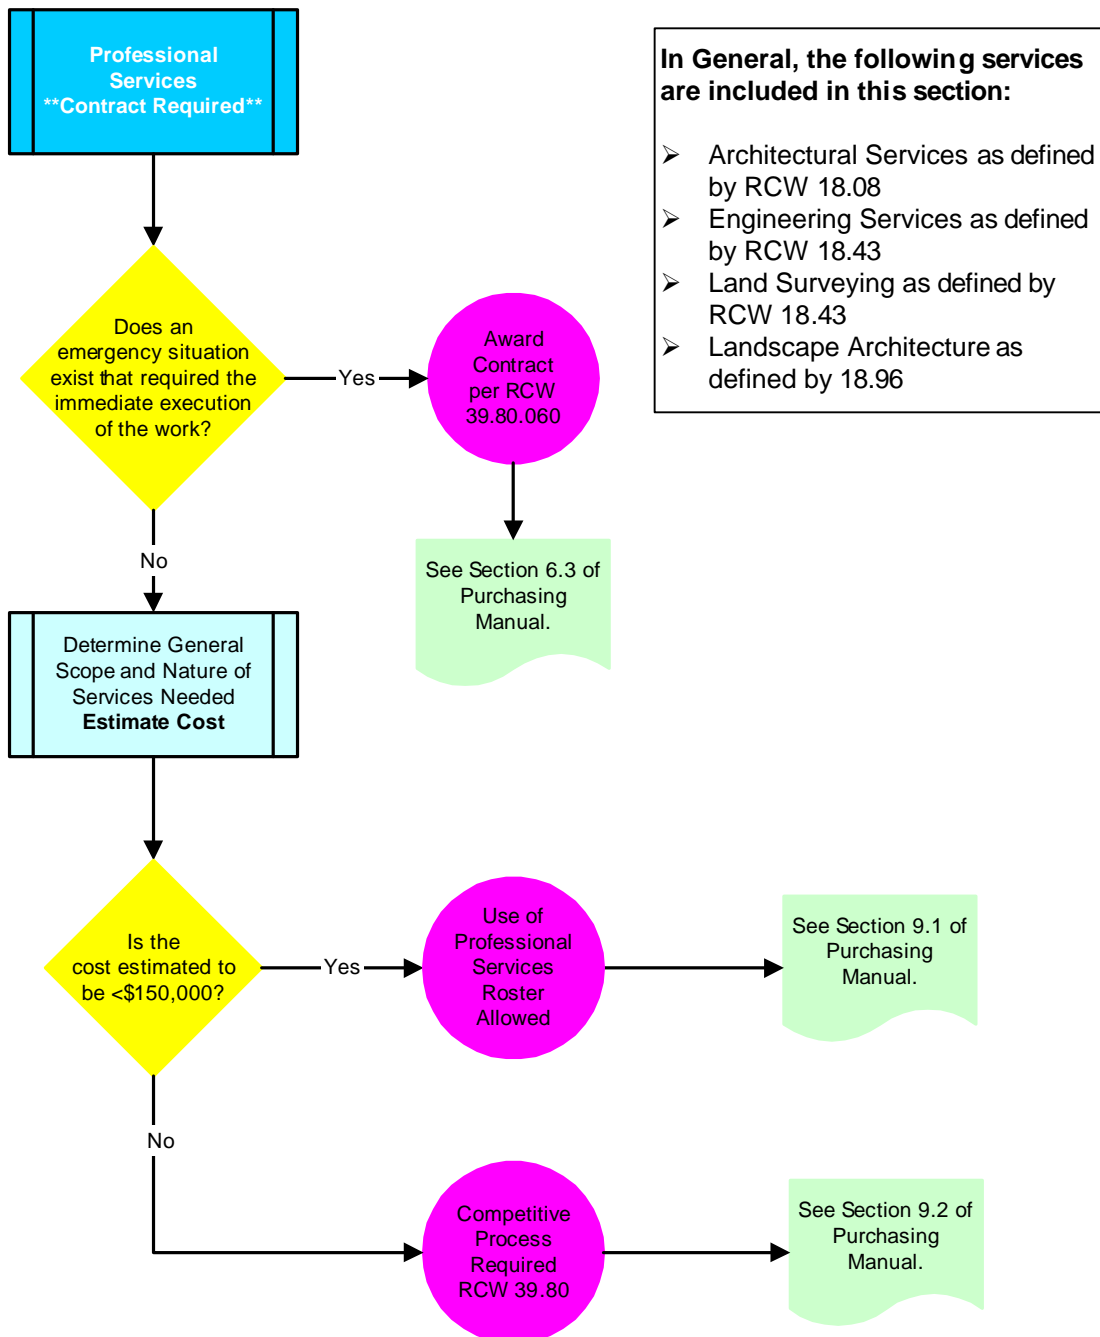 Professional
Services
**Contract Required**
In General, the following services
are included in this section:
➢ Architectural Services as defined
by RCW 18.08
➢ Engineering Services as defined
by RCW 18.43
➢ Land Surveying as defined by
RCW 18.43
➢ Landscape Architecture as
defined by 18.96
Does an
emergency situation
exist that required the
immediate execution
of the work?
Yes
Award
Contract
per RCW
39.80.060
No
See Section 6.3 of
Purchasing
Manual.
Determine General
Scope and Nature of
Services Needed
Estimate Cost
Is the
cost estimated to
be <$150,000?
Yes
Use of
Professional
Services
Roster
Allowed
See Section 9.1 of
Purchasing
Manual.
No
Competitive
Process
Required
RCW 39.80
See Section 9.2 of
Purchasing
Manual.